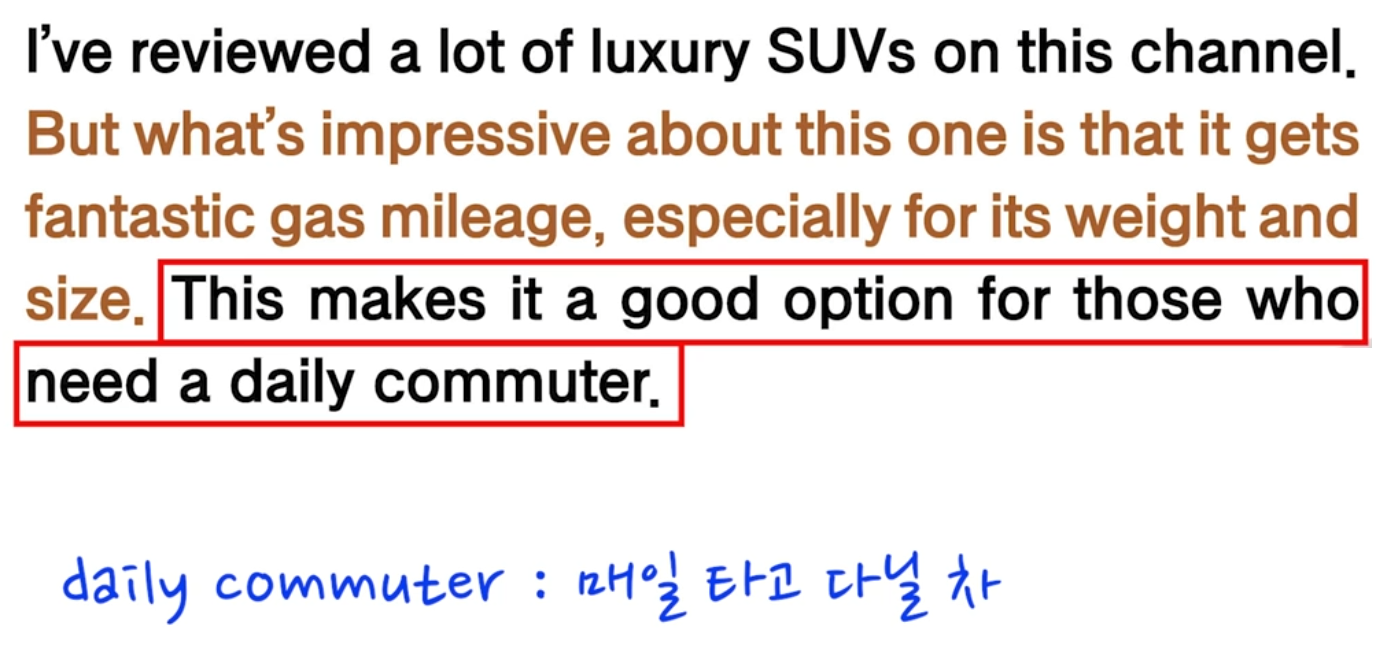 I've reviewed a lot of luxury SUVs on this channel.
But what's impressive about this one is that it gets
fantastic gas mileage, especially for its weight and
size. This makes it a good option for those who
need a daily commuter.
daily commuter : 매일 타고 다닐 차